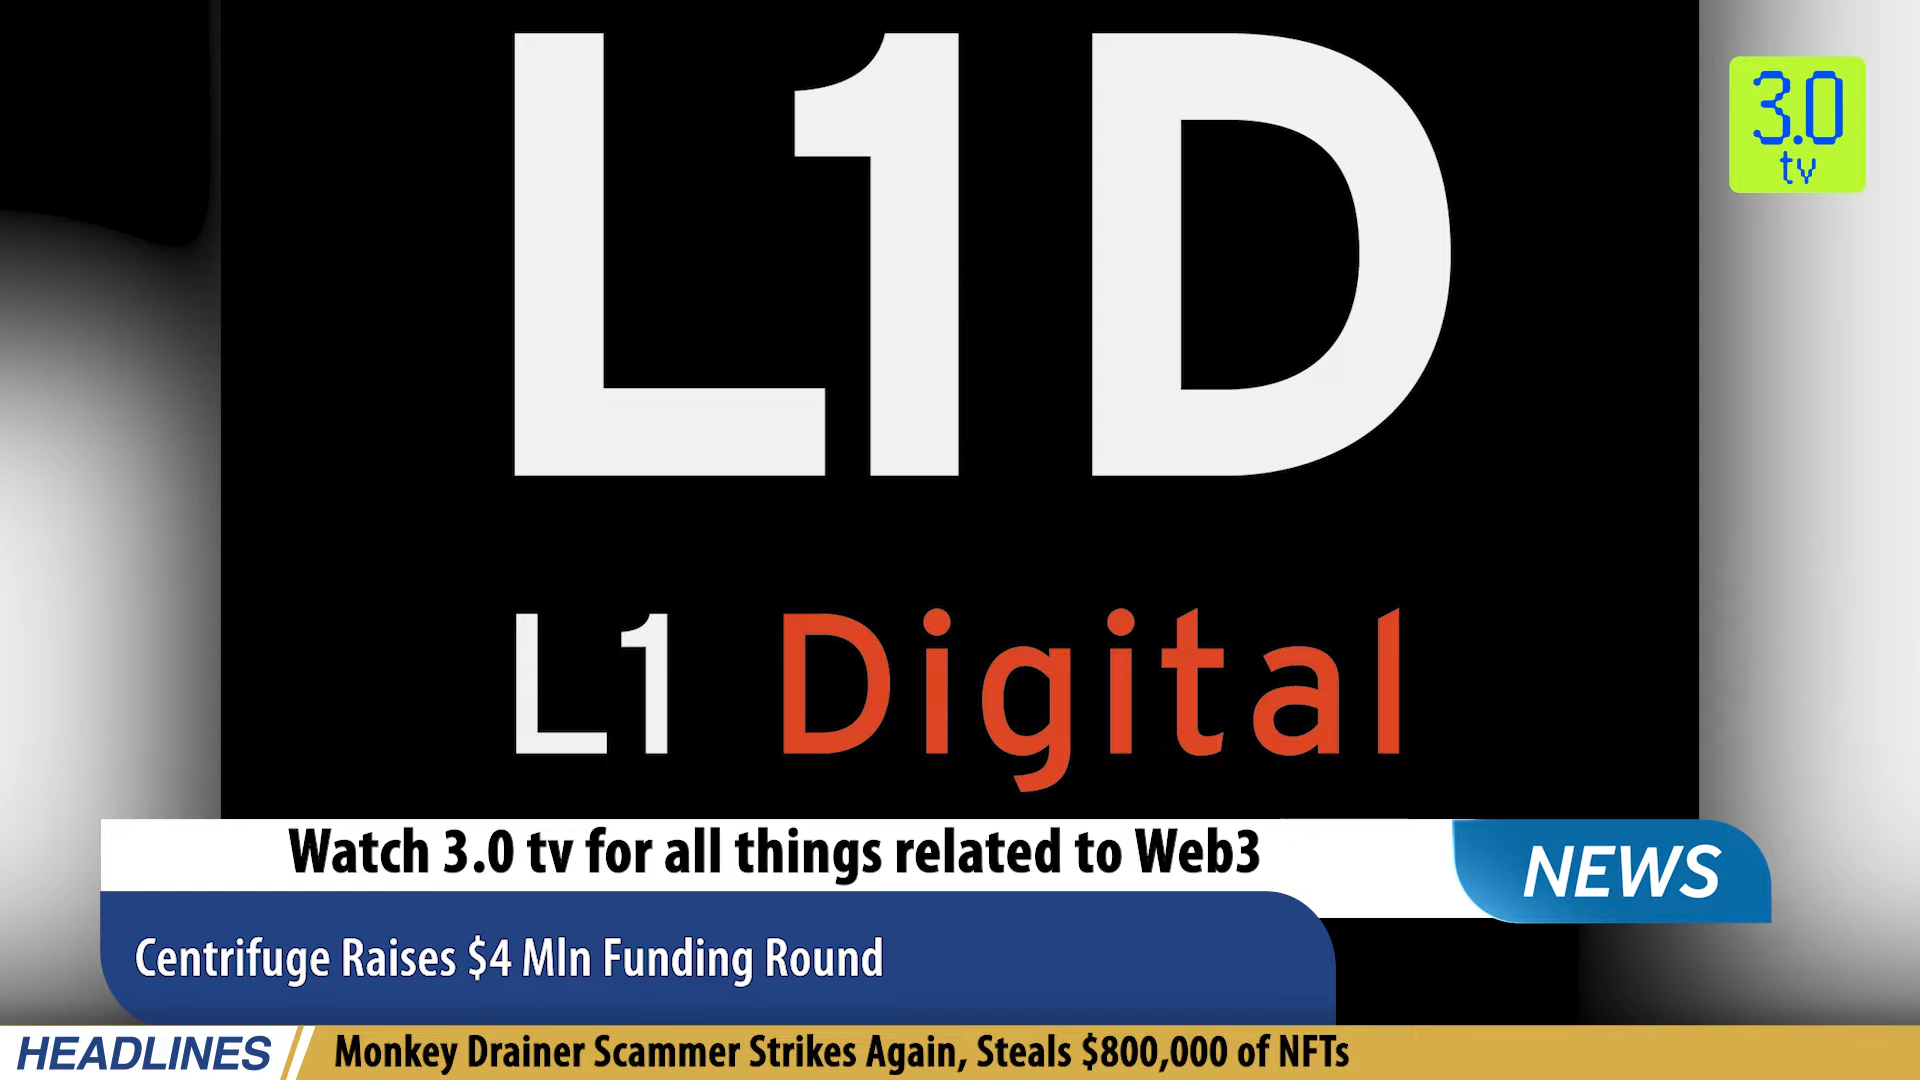 L1D
3.0
tv
L1 Digital
Watch 3.0 tv for all things related to Web3
NEWS
Centrifuge Raises $4 Mln Funding Round
HEADLINES
Monkey Drainer Scammer Strikes Again, Steals $800,000 of NFTs